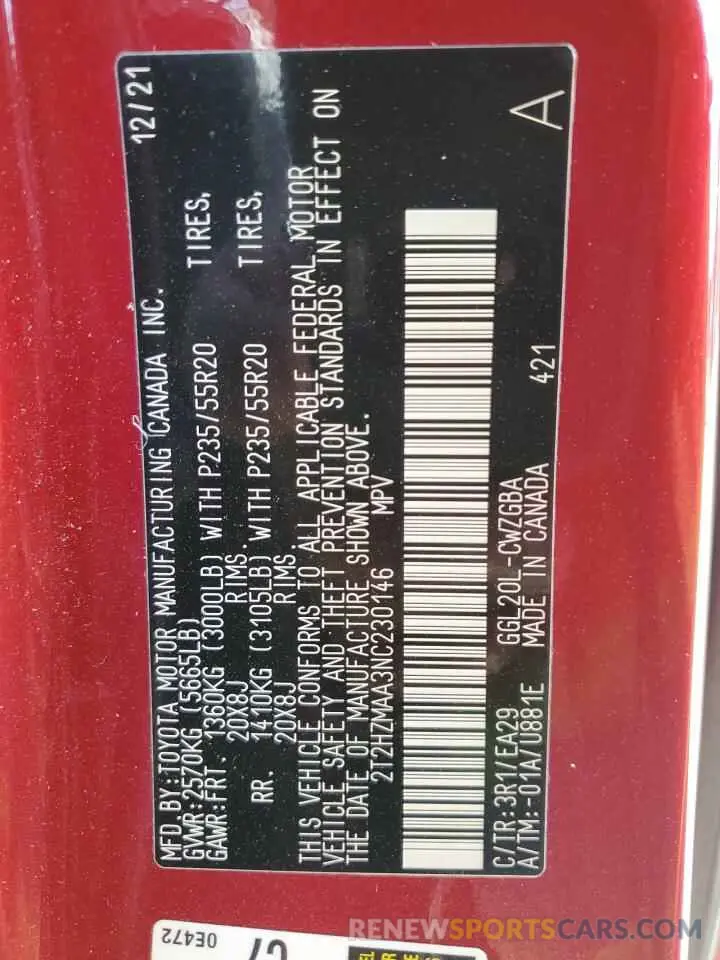 MFD.BY:TOYOTA MOTOR MANUFACTURING CANADA INC. 12/21
GVWR:2570KG (5665LB)
GAWR:FRT. 1360KG (3000LB) WITH P235/55R20 TIRES,
20X8J RIMS,
RR. 1410KG (3105LB) WITH P235/55R20 TIRES,
20X8J RIMS.
THIS VEHICLE CONFORMS TO ALL APPLICABLE FEDERAL MOTOR
VEHICLE SAFETY AND THEFT PREVENTION STANDARDS IN EFFECT ON
THE DATE OF MANUFACTURE SHOWN ABOVE.
2T2HZMAA3NC230146 MPV
C/TR:3R1/EA29 GGL20L-CWZGBA
A/TM:-01A/U881E MADE IN CANADA 421
A
0E472
RENEWSPORTSCARS.COM